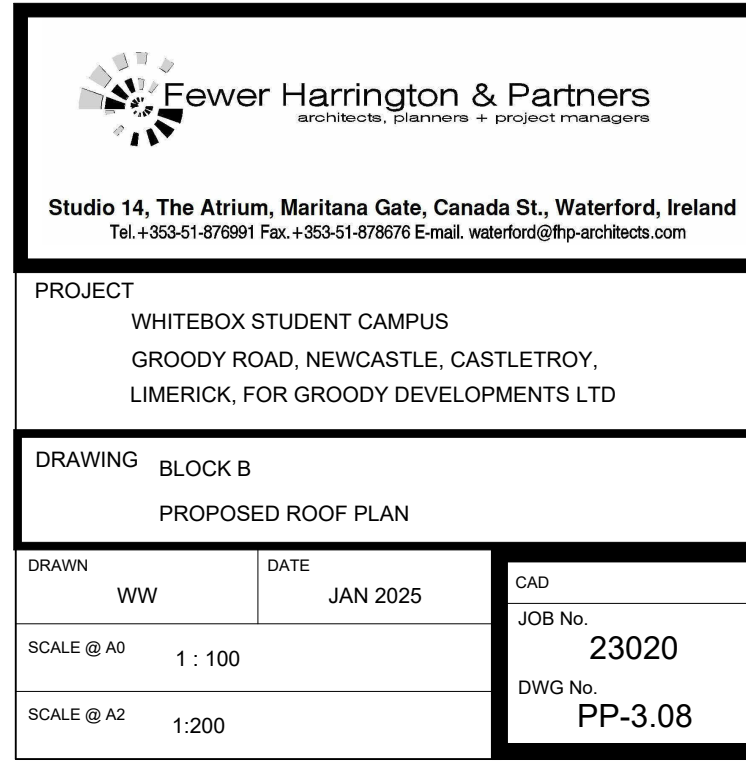 Fewer Harrington & Partners
architects, planners + project managers
Studio 14, The Atrium, Maritana Gate, Canada St., Waterford, Ireland
Tel.+353-51-876991 Fax.+353-51-878676 E-mail. waterford@fhp-architects.com
PROJECT
WHITEBOX STUDENT CAMPUS
GROODY ROAD, NEWCASTLE, CASTLETROY,
LIMERICK, FOR GROODY DEVELOPMENTS LTD
DRAWING
BLOCK B
PROPOSED ROOF PLAN
DRAWN
WW
DATE
JAN 2025
SCALE @ A0
1 : 100
SCALE @ A2
1:200
CAD
JOB No.
23020
DWG No.
PP-3.08